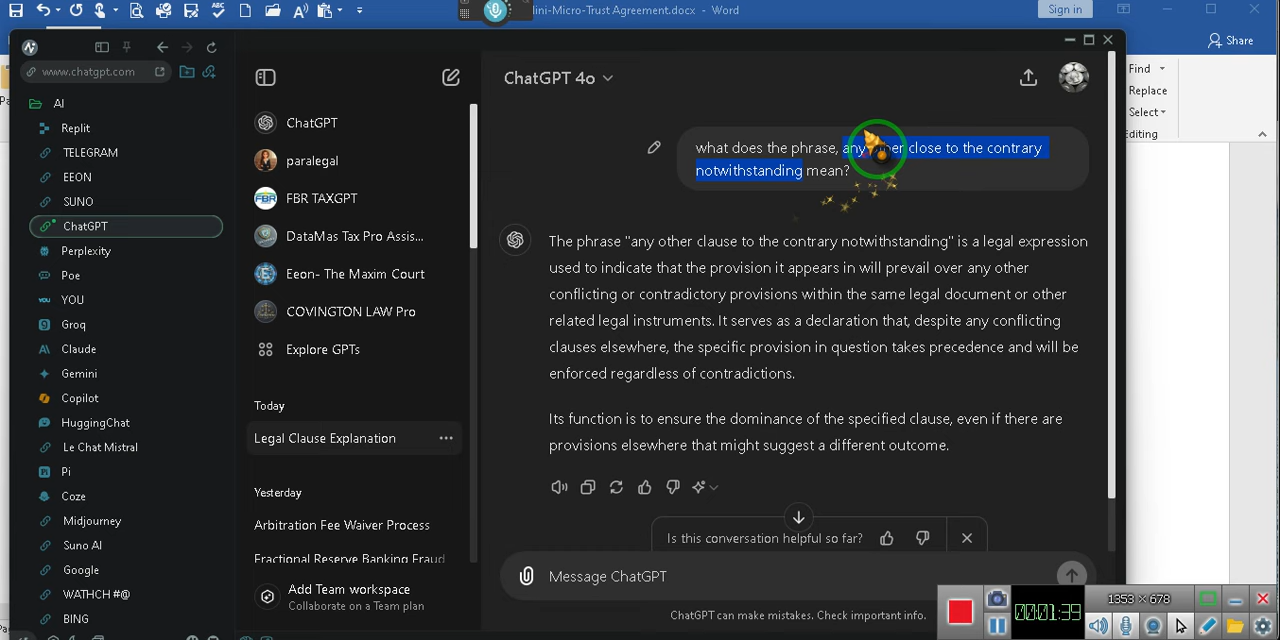 ini-Micro-Trust Agreement.docx - Word
Sign in
Share
Find
Replace
Select
Editing
www.chatgpt.com
AI
Replit
TELEGRAM
EEON
SUNO
ChatGPT
Perplexity
Poe
YOU
Groq
Claude
Gemini
Copilot
HuggingChat
Le Chat Mistral
Pi
Coze
Midjourney
Suno AI
Google
WATHCH #@
BING
ChatGPT
paralegal
FBR TAXGPT
DataMas Tax Pro Assis...
Eeon- The Maxim Court
COVINGTON LAW Pro
Explore GPTs
Today
Legal Clause Explanation
Yesterday
Arbitration Fee Waiver Process
Fractional Reserve Banking Fraud
Add Team workspace
Collaborate on a Team plan
ChatGPT 4o
what does the phrase, any other close to the contrary
notwithstanding mean?
The phrase "any other clause to the contrary notwithstanding" is a legal expression
used to indicate that the provision it appears in will prevail over any other
conflicting or contradictory provisions within the same legal document or other
related legal instruments. It serves as a declaration that, despite any conflicting
clauses elsewhere, the specific provision in question takes precedence and will be
enforced regardless of contradictions.
Its function is to ensure the dominance of the specified clause, even if there are
provisions elsewhere that might suggest a different outcome.
Is this conversation helpful so far?
Message ChatGPT
ChatGPT can make mistakes. Check important info.
1353 × 678
00:01:39